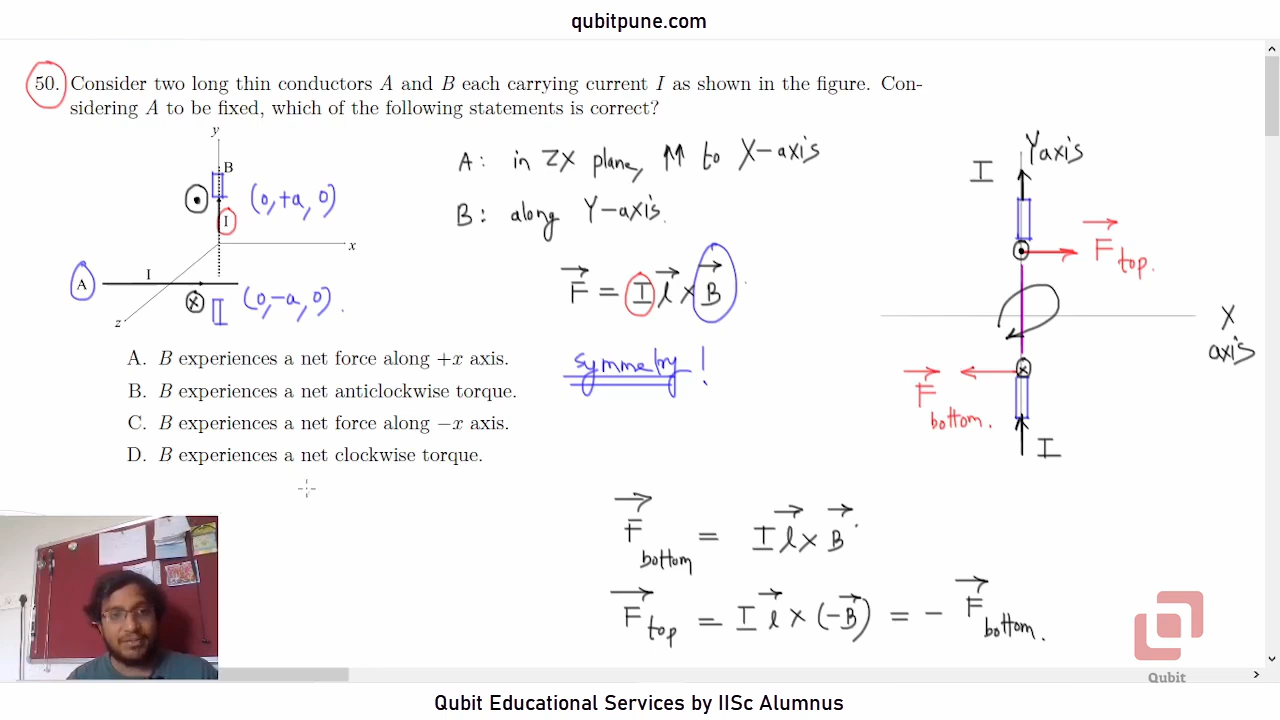 qubitpune.com
50. Consider two long thin conductors A and B each carrying current I as shown in the figure. Con-
sidering A to be fixed, which of the following statements is correct?
y
B
(0, +a, 0)
I
x
A
I
(0, -a, 0).
z
A. B experiences a net force along +x axis.
B. B experiences a net anticlockwise torque.
C. B experiences a net force along −x axis.
D. B experiences a net clockwise torque.
A: in ZX plane, ⇈ to X-axis
B: along Y-axis.
F⃗ = I l⃗ × B⃗
symmetry!
Y axis
I
F⃗ top.
X
axis
F⃗ bottom.
I
F⃗ bottom = I l⃗ × B⃗
F⃗ top = I l⃗ × (-B⃗) = - F⃗ bottom.
Qubit
Qubit Educational Services by IISc Alumnus